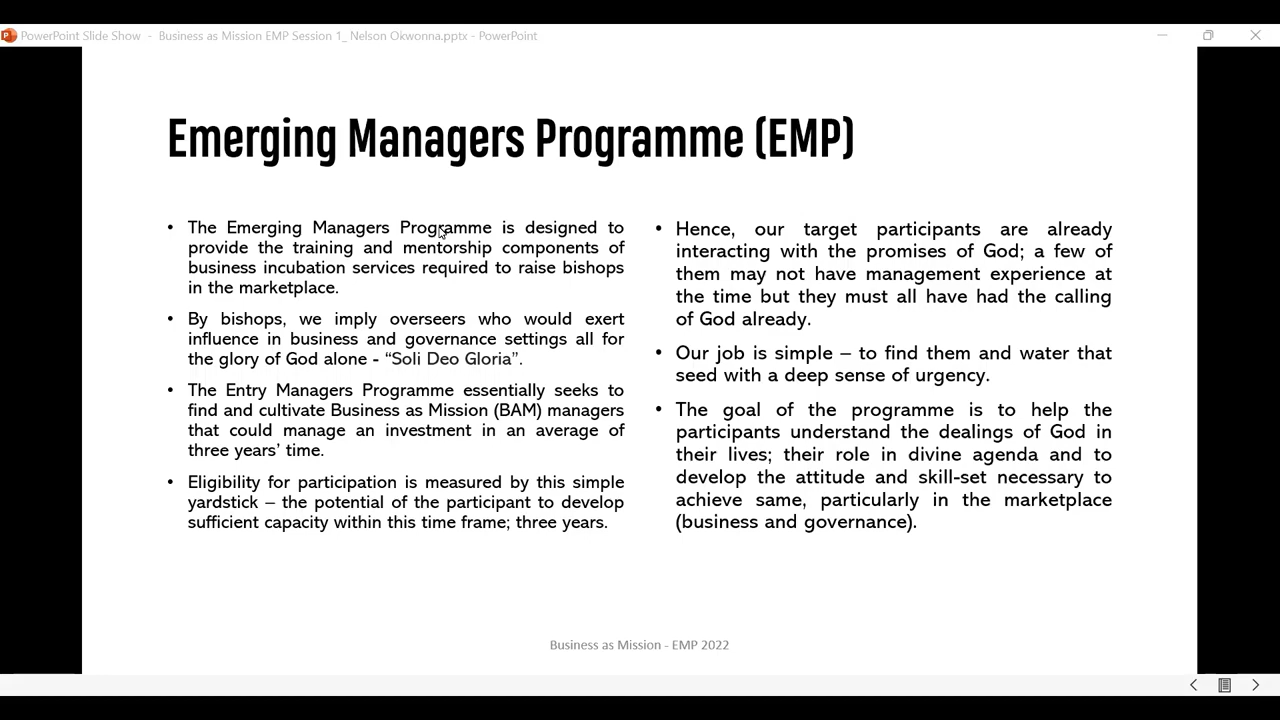 PowerPoint Slide Show - Business as Mission EMP Session 1_ Nelson Okwonna.pptx - PowerPoint
Emerging Managers Programme (EMP)
• The Emerging Managers Programme is designed to
provide the training and mentorship components of
business incubation services required to raise bishops
in the marketplace.
• By bishops, we imply overseers who would exert
influence in business and governance settings all for
the glory of God alone - “Soli Deo Gloria”.
• The Entry Managers Programme essentially seeks to
find and cultivate Business as Mission (BAM) managers
that could manage an investment in an average of
three years’ time.
• Eligibility for participation is measured by this simple
yardstick – the potential of the participant to develop
sufficient capacity within this time frame; three years.
• Hence, our target participants are already
interacting with the promises of God; a few of
them may not have management experience at
the time but they must all have had the calling
of God already.
• Our job is simple – to find them and water that
seed with a deep sense of urgency.
• The goal of the programme is to help the
participants understand the dealings of God in
their lives; their role in divine agenda and to
develop the attitude and skill-set necessary to
achieve same, particularly in the marketplace
(business and governance).
Business as Mission - EMP 2022